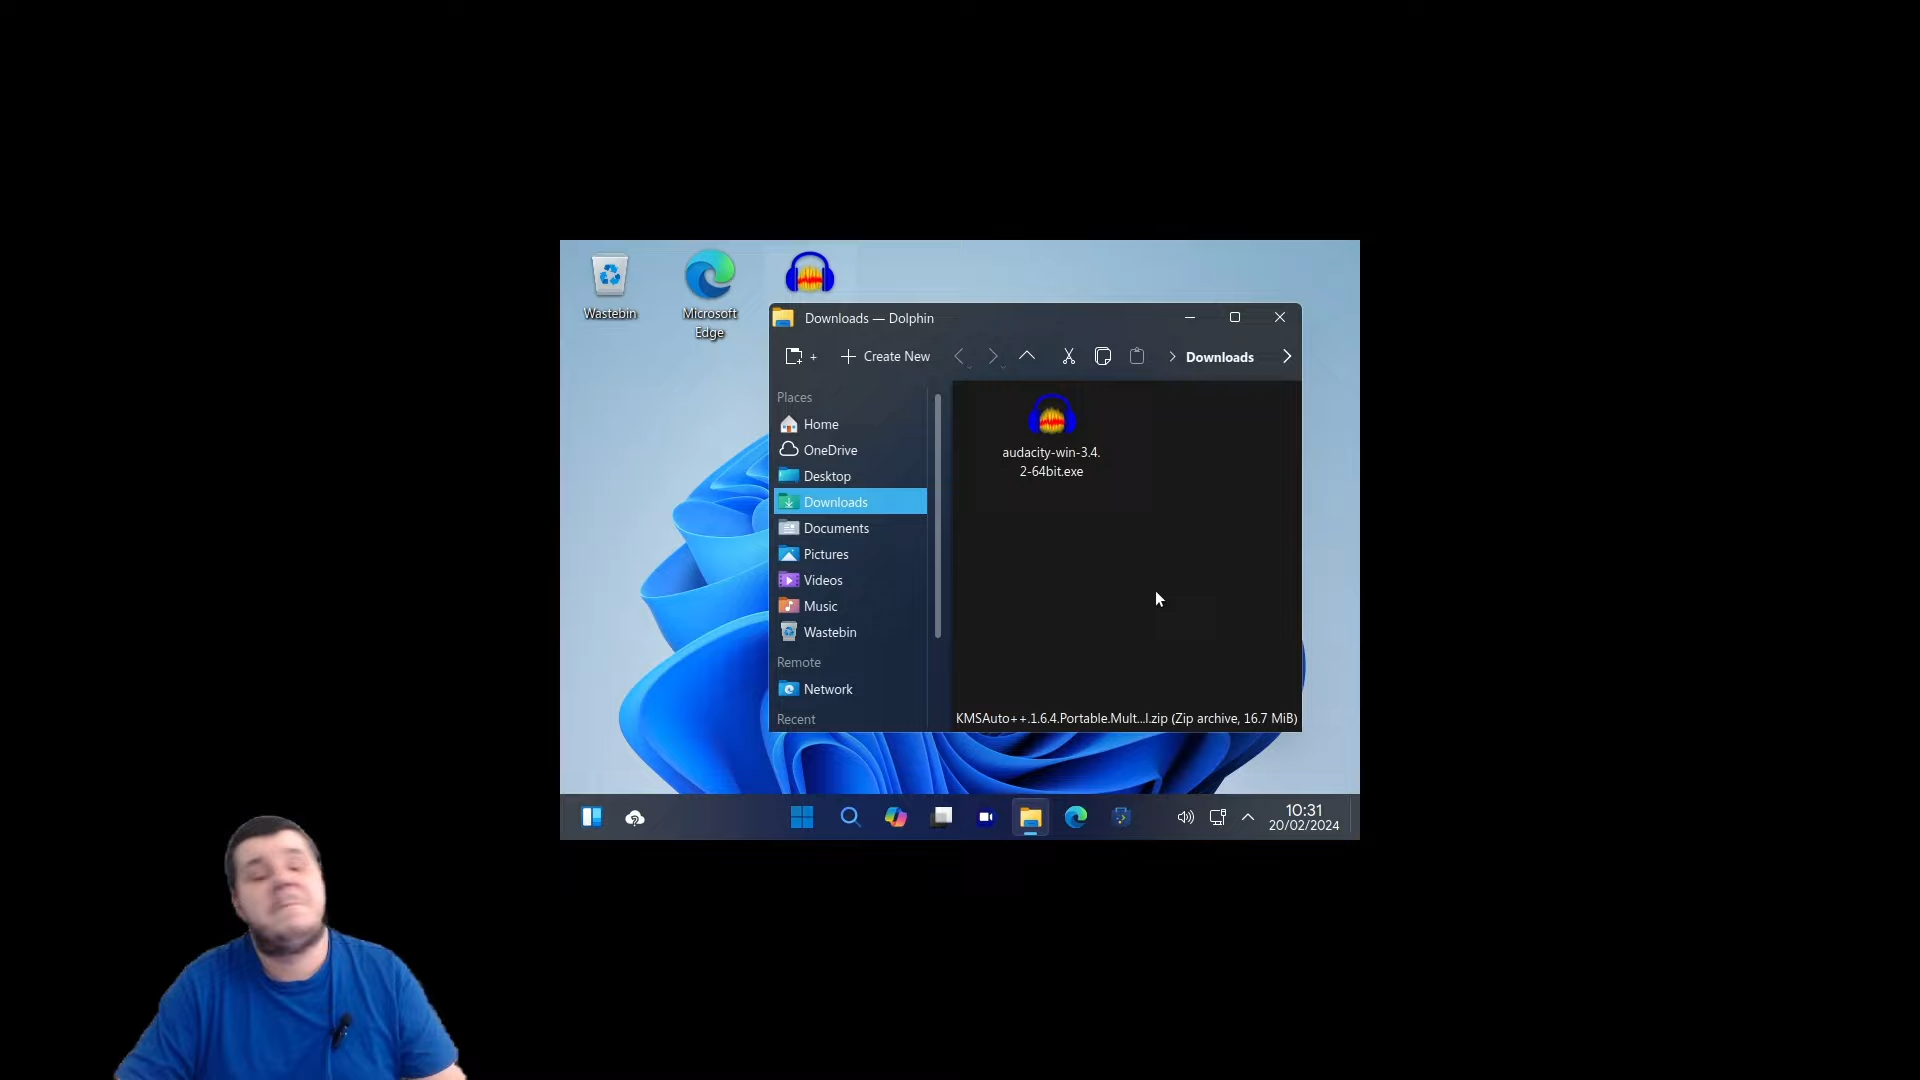 Wastebin
Microsoft
Edge
Downloads — Dolphin
+ Create New
Downloads
Places
Home
OneDrive
Desktop
Downloads
Documents
Pictures
Videos
Music
Wastebin
Remote
Network
Recent
audacity-win-3.4.
2-64bit.exe
KMSAuto++.1.6.4.Portable.Mult...l.zip (Zip archive, 16.7 MiB)
10:31
20/02/2024